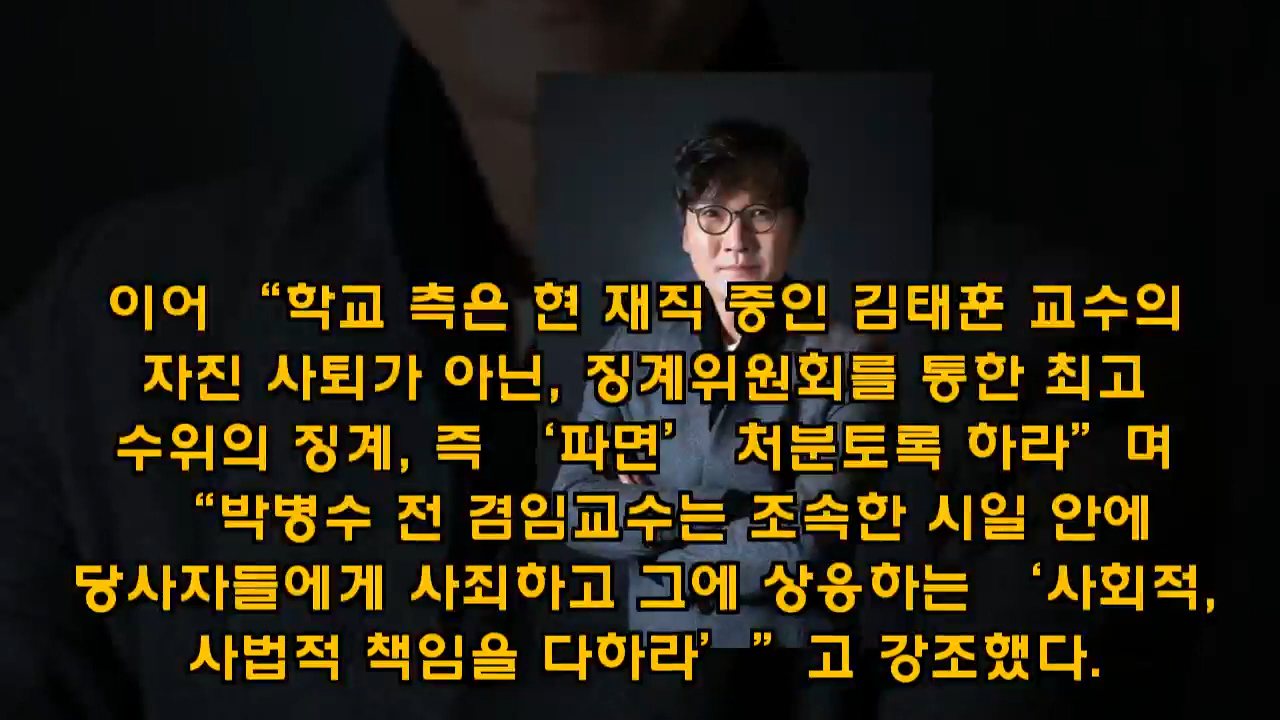 이어 “학교 측은 현 재직 중인 김태훈 교수의
자진 사퇴가 아닌, 징계위원회를 통한 최고
수위의 징계, 즉 ‘파면’ 처분토록 하라” 며
“박병수 전 겸임교수는 조속한 시일 안에
당사자들에게 사죄하고 그에 상응하는 ‘사회적,
사법적 책임을 다하라’ ” 고 강조했다.